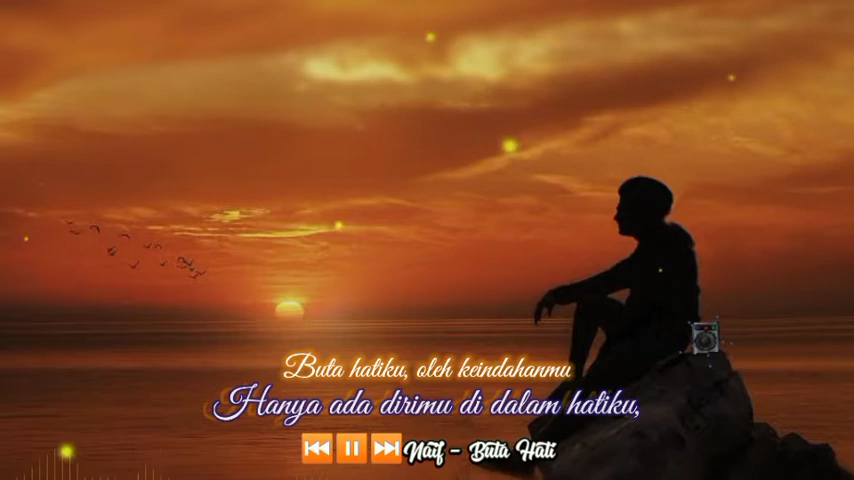 Buta hatiku, oleh keindahanmu
Hanya ada dirimu di dalam hatiku,
Naif - Buta Hati